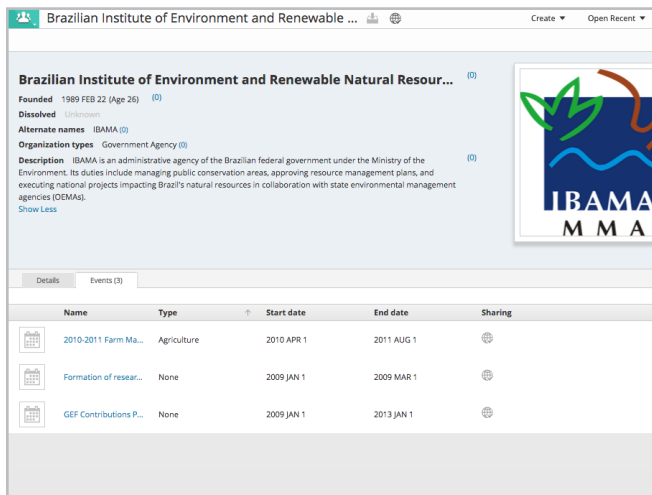 Brazilian Institute of Environment and Renewable ...
Create ▼ Open Recent ▼
Brazilian Institute of Environment and Renewable Natural Resour... (0)
Founded 1989 FEB 22 (Age 26) (0)
Dissolved Unknown
Alternate names IBAMA (0)
Organization types Government Agency (0)
Description IBAMA is an administrative agency of the Brazilian federal government under the Ministry of the (0)
Environment. Its duties include managing public conservation areas, approving resource management plans, and
executing national projects impacting Brazil's natural resources in collaboration with state environmental management
agencies (OEMAs).
Show Less
IBAMA
M M A
Details Events (3)
Name Type ↑ Start date End date Sharing
2010-2011 Farm Ma... Agriculture 2010 APR 1 2011 AUG 1
Formation of resear... None 2009 JAN 1 2009 MAR 1
GEF Contributions P... None 2009 JAN 1 2013 JAN 1